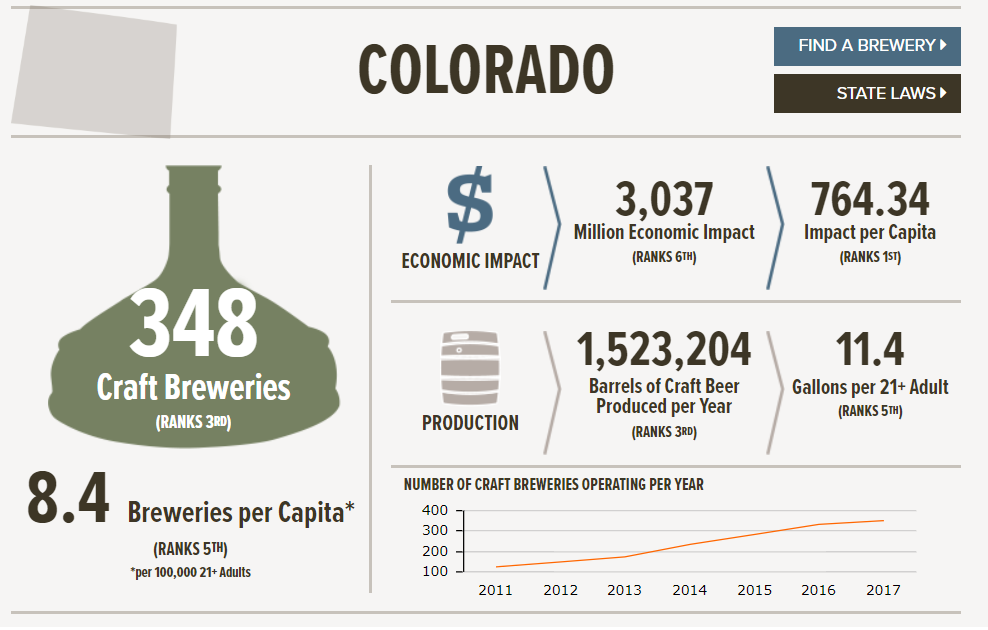 COLORADO
FIND A BREWERY
STATE LAWS
348
Craft Breweries
(RANKS 3RD)
8.4 Breweries per Capita*
(RANKS 5TH)
*per 100,000 21+ Adults
$
ECONOMIC IMPACT
3,037
Million Economic Impact
(RANKS 6TH)
764.34
Impact per Capita
(RANKS 1ST)
PRODUCTION
1,523,204
Barrels of Craft Beer
Produced per Year
(RANKS 3RD)
11.4
Gallons per 21+ Adult
(RANKS 5TH)
NUMBER OF CRAFT BREWERIES OPERATING PER YEAR
400
300
200
100
2011 2012 2013 2014 2015 2016 2017